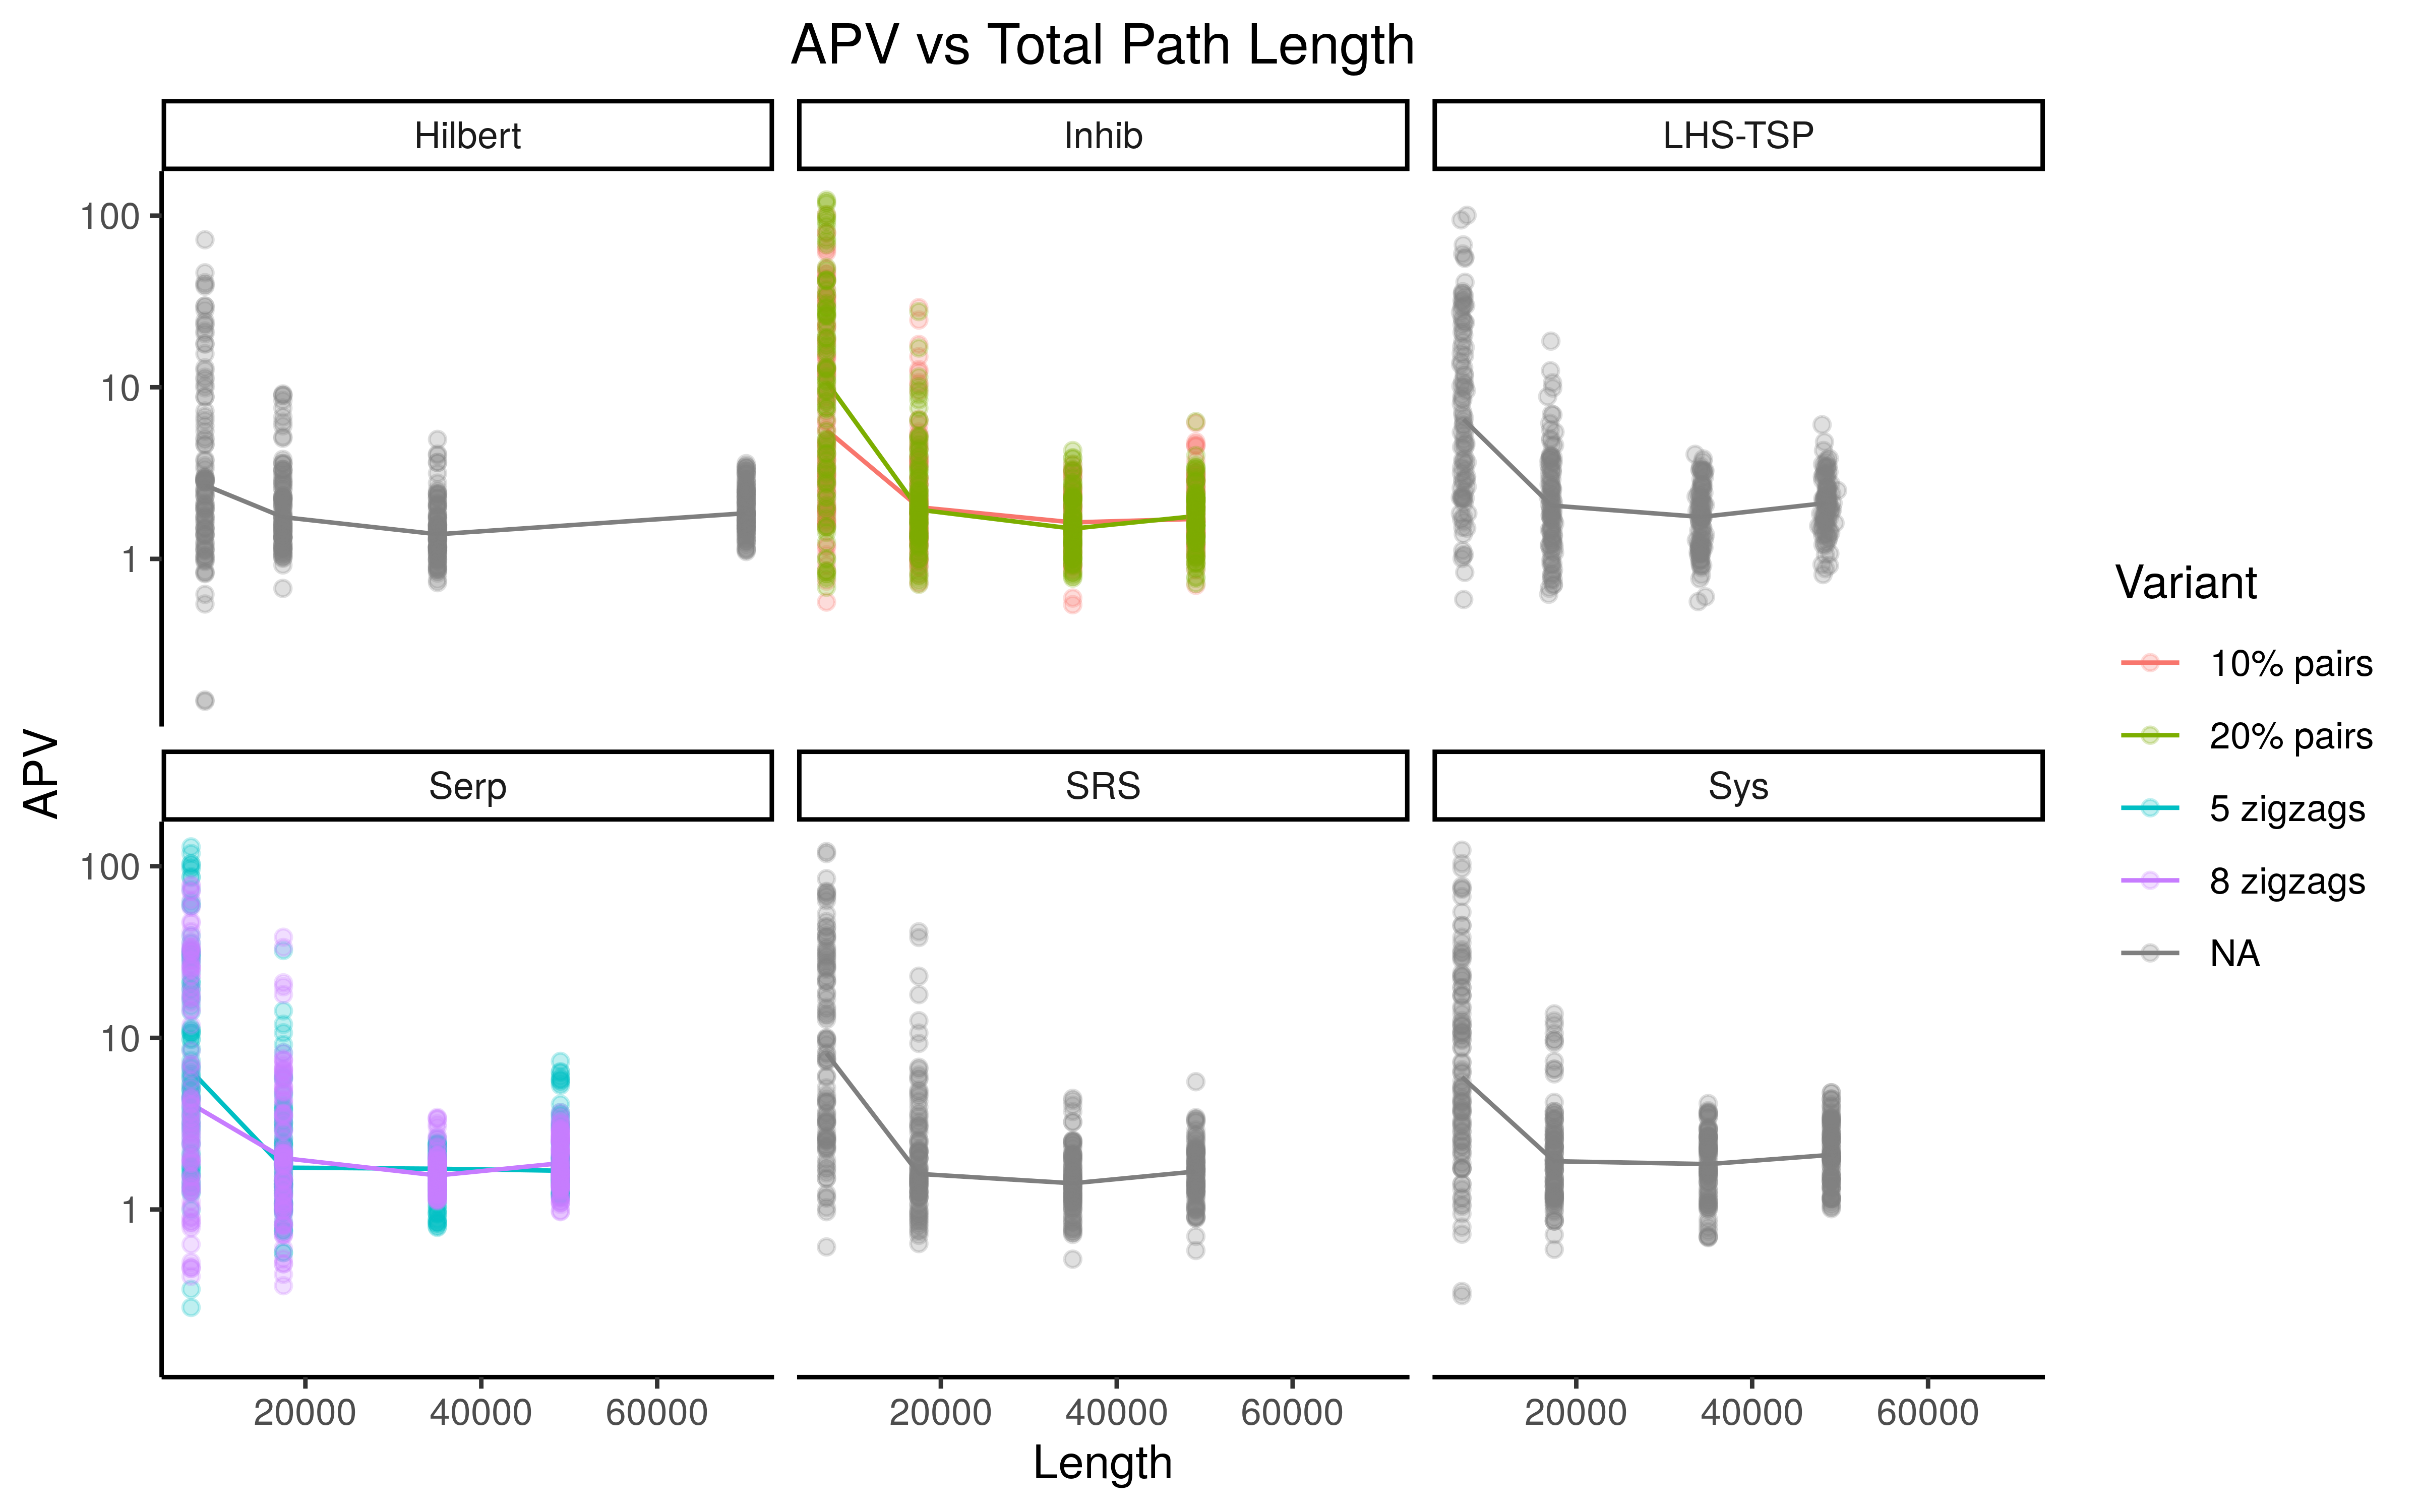 APV vs Total Path Length
Hilbert
Inhib
LHS-TSP
100
10
1
APV
Serp
SRS
Sys
100
10
1
20000 40000 60000
20000 40000 60000
20000 40000 60000
Length
Variant
10% pairs
20% pairs
5 zigzags
8 zigzags
NA